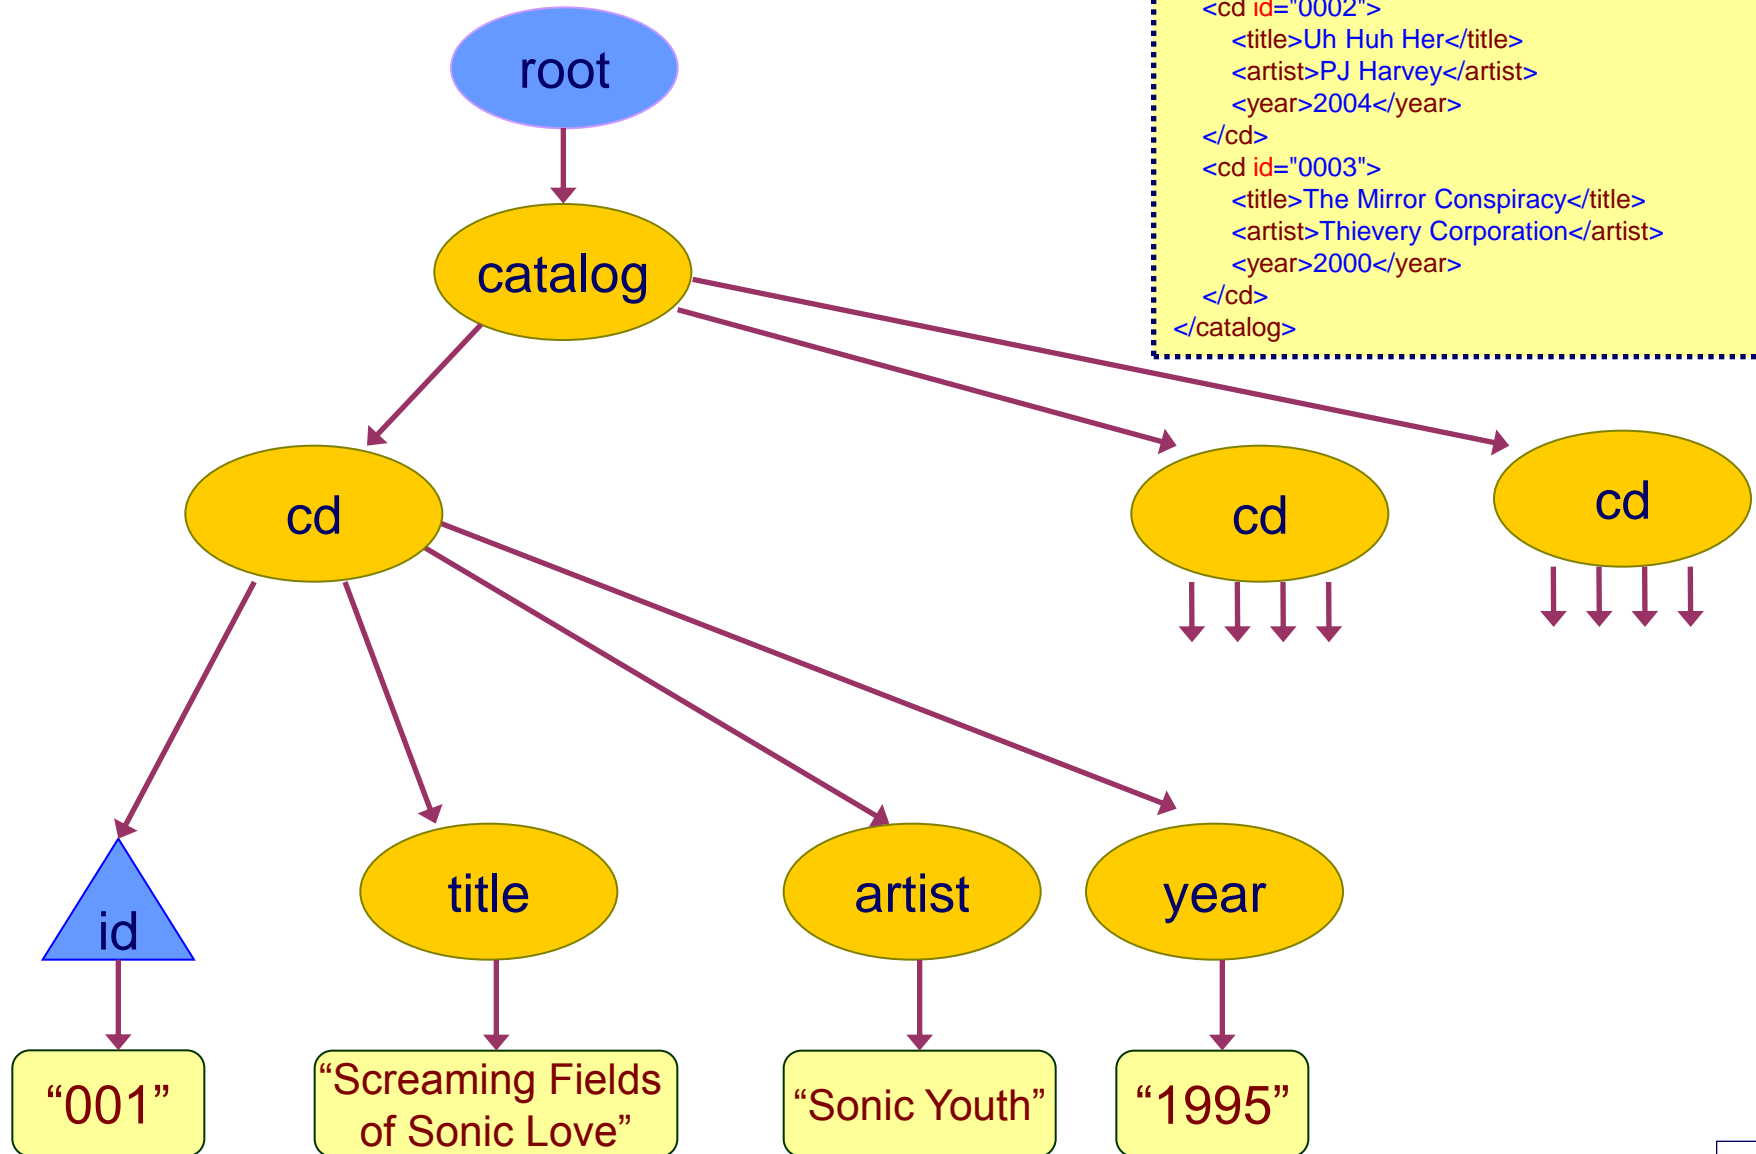 <cd id="0002">
<title>Uh Huh Her</title>
<artist>PJ Harvey</artist>
<year>2004</year>
</cd>
<cd id="0003">
<title>The Mirror Conspiracy</title>
<artist>Thievery Corporation</artist>
<year>2000</year>
</cd>
</catalog>
root
catalog
cd
cd
cd
id
title
artist
year
“001”
“Screaming Fields
of Sonic Love”
“Sonic Youth”
“1995”